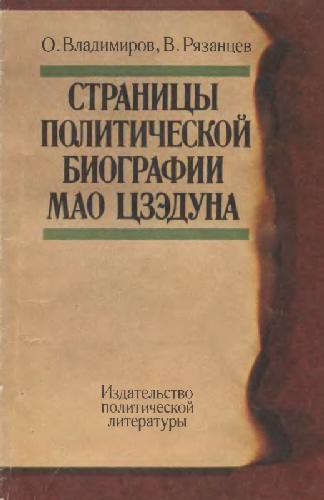 О. Владимиров, В. Рязанцев
СТРАНИЦЫ
ПОЛИТИЧЕСКОЙ
БИОГРАФИИ
МАО ЦЗЭДУНА
Издательство
политической
литературы